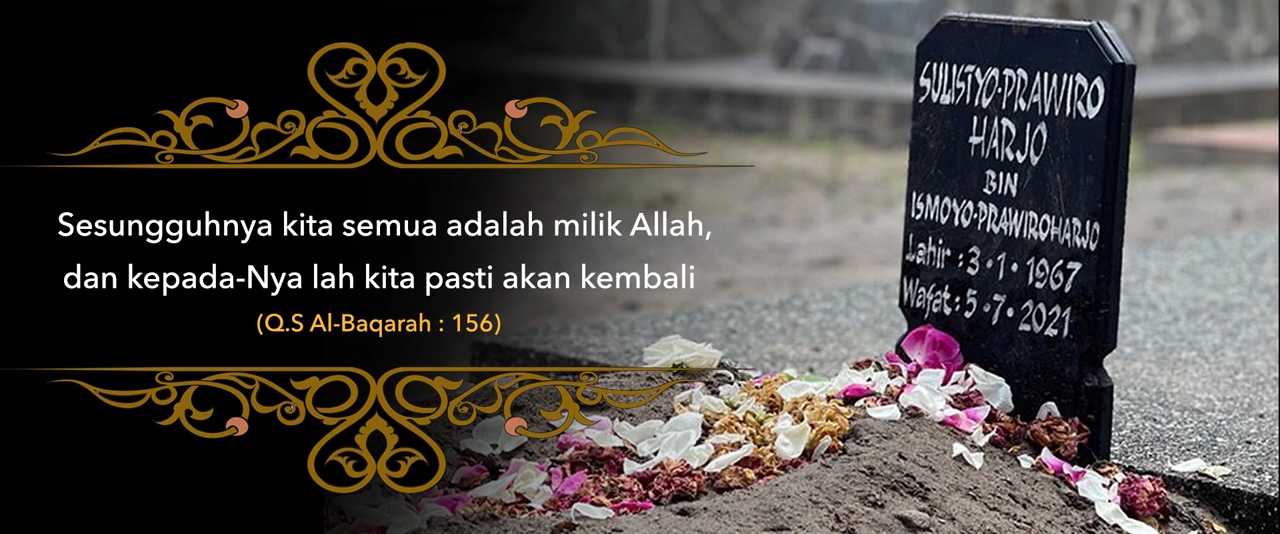 Sesungguhnya kita semua adalah milik Allah,
dan kepada-Nya lah kita pasti akan kembali
(Q.S Al-Baqarah : 156)
SULISTYO·PRAWIRO
HARJO
BIN
ISMOYO·PRAWIROHARJO
Lahir : 3·1·1967
Wafat : 5·7·2021